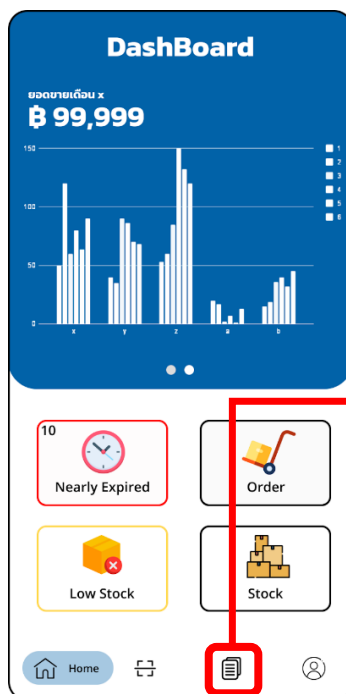 DashBoard
ยอดขายเดือน x
฿ 99,999
150
100
50
0
x y z a b
1
2
3
4
5
6
10
Nearly Expired
Order
Low Stock
Stock
Home